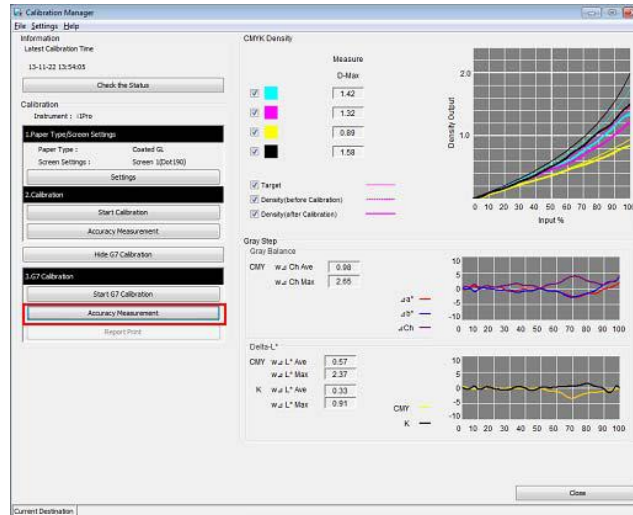 Calibration Manager
File Settings Help
Information
Latest Calibration Time
13-11-22 13:54:05
Check the Status
Calibration
Instrument : i1Pro
1.Paper Type/Screen Settings
Paper Type : Coated GL
Screen Settings : Screen 1(Dot190)
Settings
2.Calibration
Start Calibration
Accuracy Measurement
Hide G7 Calibration
3.G7 Calibration
Start G7 Calibration
Accuracy Measurement
Report Print
CMYK Density
Measure
D-Max
1.42
1.32
0.89
1.58
Target
Density(before Calibration)
Density(after Calibration)
Density Output
2.0
1.0
0 10 20 30 40 50 60 70 80 90 100
Input %
Gray Step
Gray Balance
CMY w⊿ Ch Ave 0.98
w⊿ Ch Max 2.65
⊿a*
⊿b*
⊿Ch
10
5
0
-5
-10
0 10 20 30 40 50 60 70 80 90 100
Delta-L*
CMY w⊿ L* Ave 0.57
w⊿ L* Max 2.37
K w⊿ L* Ave 0.33
w⊿ L* Max 0.91
CMY
K
10
5
0
-5
-10
0 10 20 30 40 50 60 70 80 90 100
Close
Current Destination